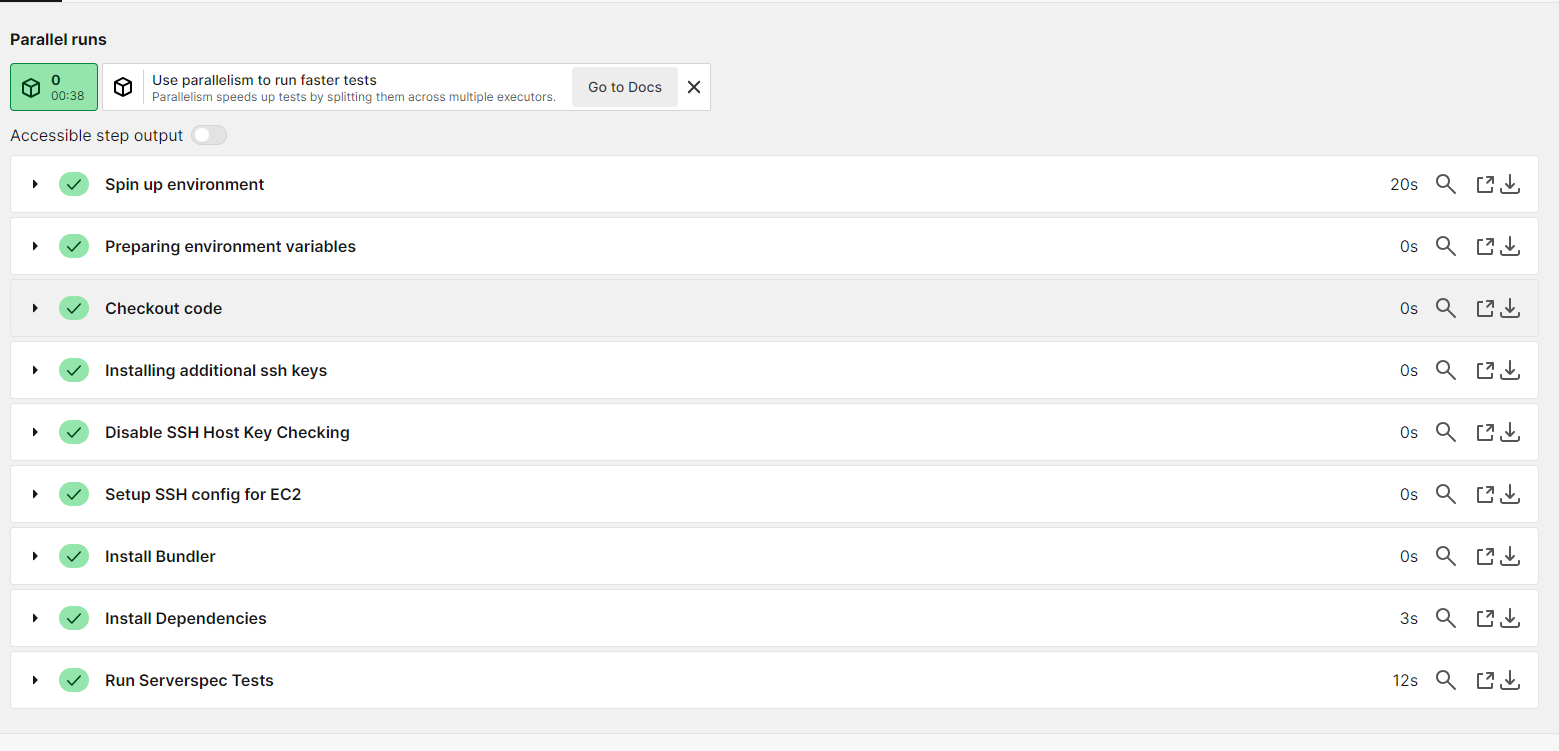 Parallel runs
0
00:38
Use parallelism to run faster tests
Parallelism speeds up tests by splitting them across multiple executors.
Go to Docs
Accessible step output
Spin up environment 20s
Preparing environment variables 0s
Checkout code 0s
Installing additional ssh keys 0s
Disable SSH Host Key Checking 0s
Setup SSH config for EC2 0s
Install Bundler 0s
Install Dependencies 3s
Run Serverspec Tests 12s